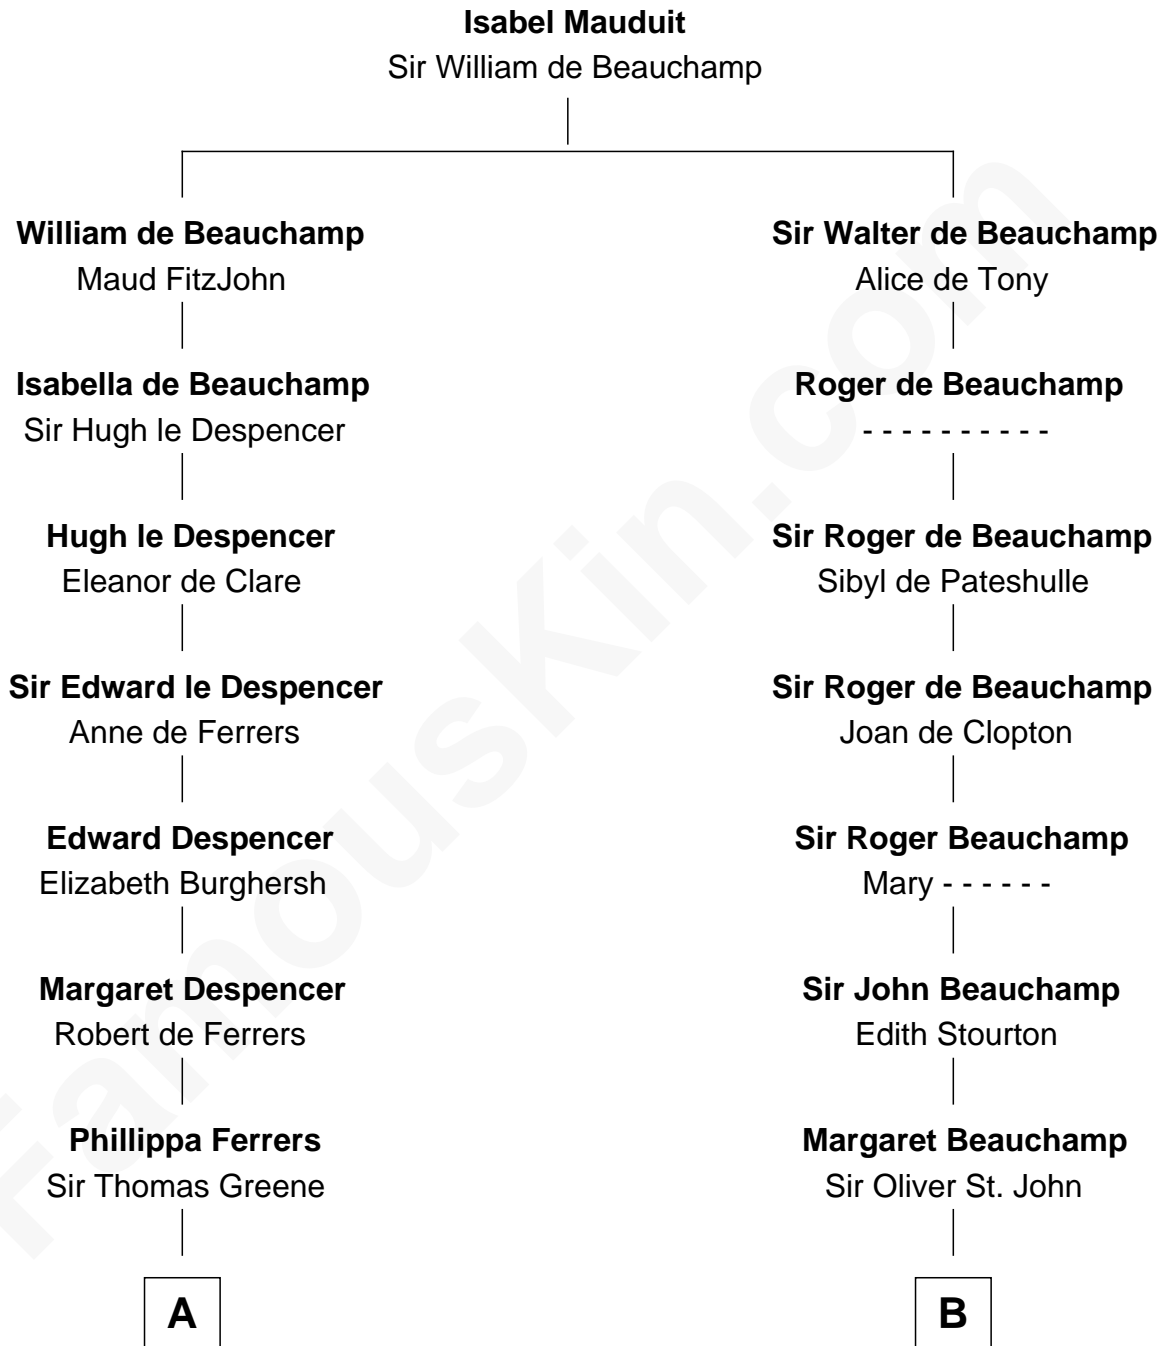 Isabel Mauduit
Sir William de Beauchamp
William de Beauchamp
Maud FitzJohn
Sir Walter de Beauchamp
Alice de Tony
Isabella de Beauchamp
Sir Hugh le Despencer
Roger de Beauchamp
- - - - - - - - - -
Hugh le Despencer
Eleanor de Clare
Sir Roger de Beauchamp
Sibyl de Pateshulle
Sir Edward le Despencer
Anne de Ferrers
Sir Roger de Beauchamp
Joan de Clopton
Edward Despencer
Elizabeth Burghersh
Sir Roger Beauchamp
Mary - - - - - -
Margaret Despencer
Robert de Ferrers
Sir John Beauchamp
Edith Stourton
Phillippa Ferrers
Sir Thomas Greene
Margaret Beauchamp
Sir Oliver St. John
A
B
FamousKin.com